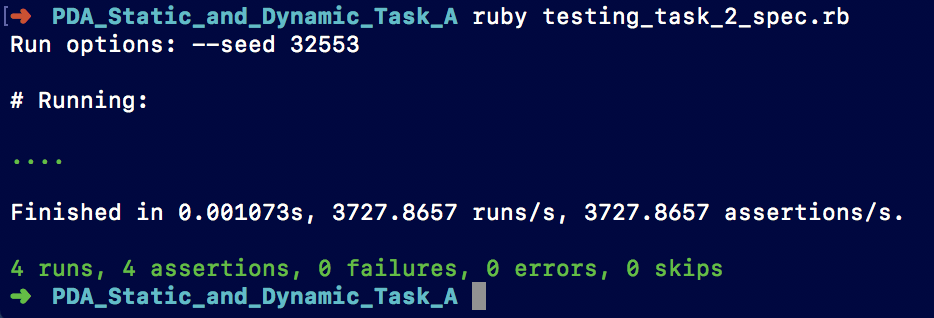 [➜ PDA_Static_and_Dynamic_Task_A ruby testing_task_2_spec.rb
Run options: --seed 32553
# Running:
....
Finished in 0.001073s, 3727.8657 runs/s, 3727.8657 assertions/s.
4 runs, 4 assertions, 0 failures, 0 errors, 0 skips
➜ PDA_Static_and_Dynamic_Task_A